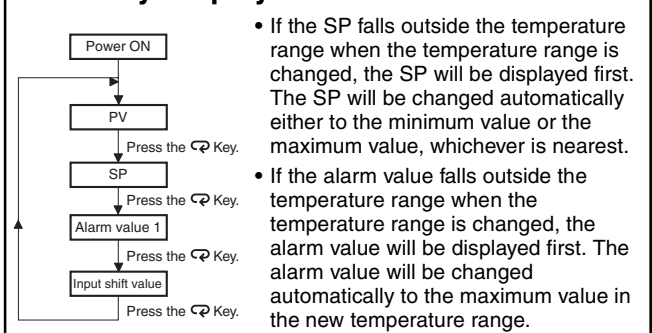 Power ON
PV
Press the Key.
SP
Press the Key.
Alarm value 1
Press the Key.
Input shift value
Press the Key.
• If the SP falls outside the temperature
range when the temperature range is
changed, the SP will be displayed first.
The SP will be changed automatically
either to the minimum value or the
maximum value, whichever is nearest.
• If the alarm value falls outside the
temperature range when the
temperature range is changed, the
alarm value will be displayed first. The
alarm value will be changed
automatically to the maximum value in
the new temperature range.